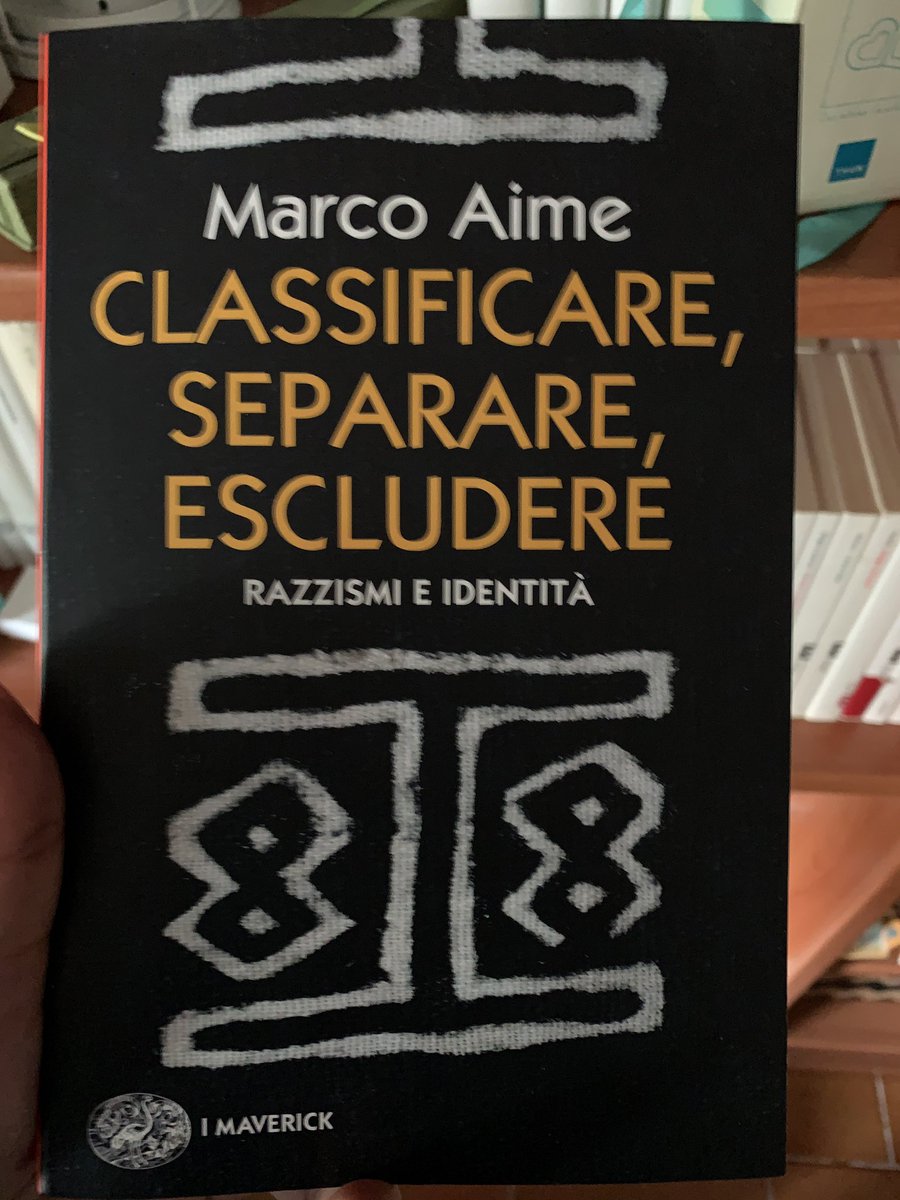 Marco Aime
CLASSIFICARE,
SEPARARE,
ESCLUDERE
RAZZISMI E IDENTITÀ
I MAVERICK